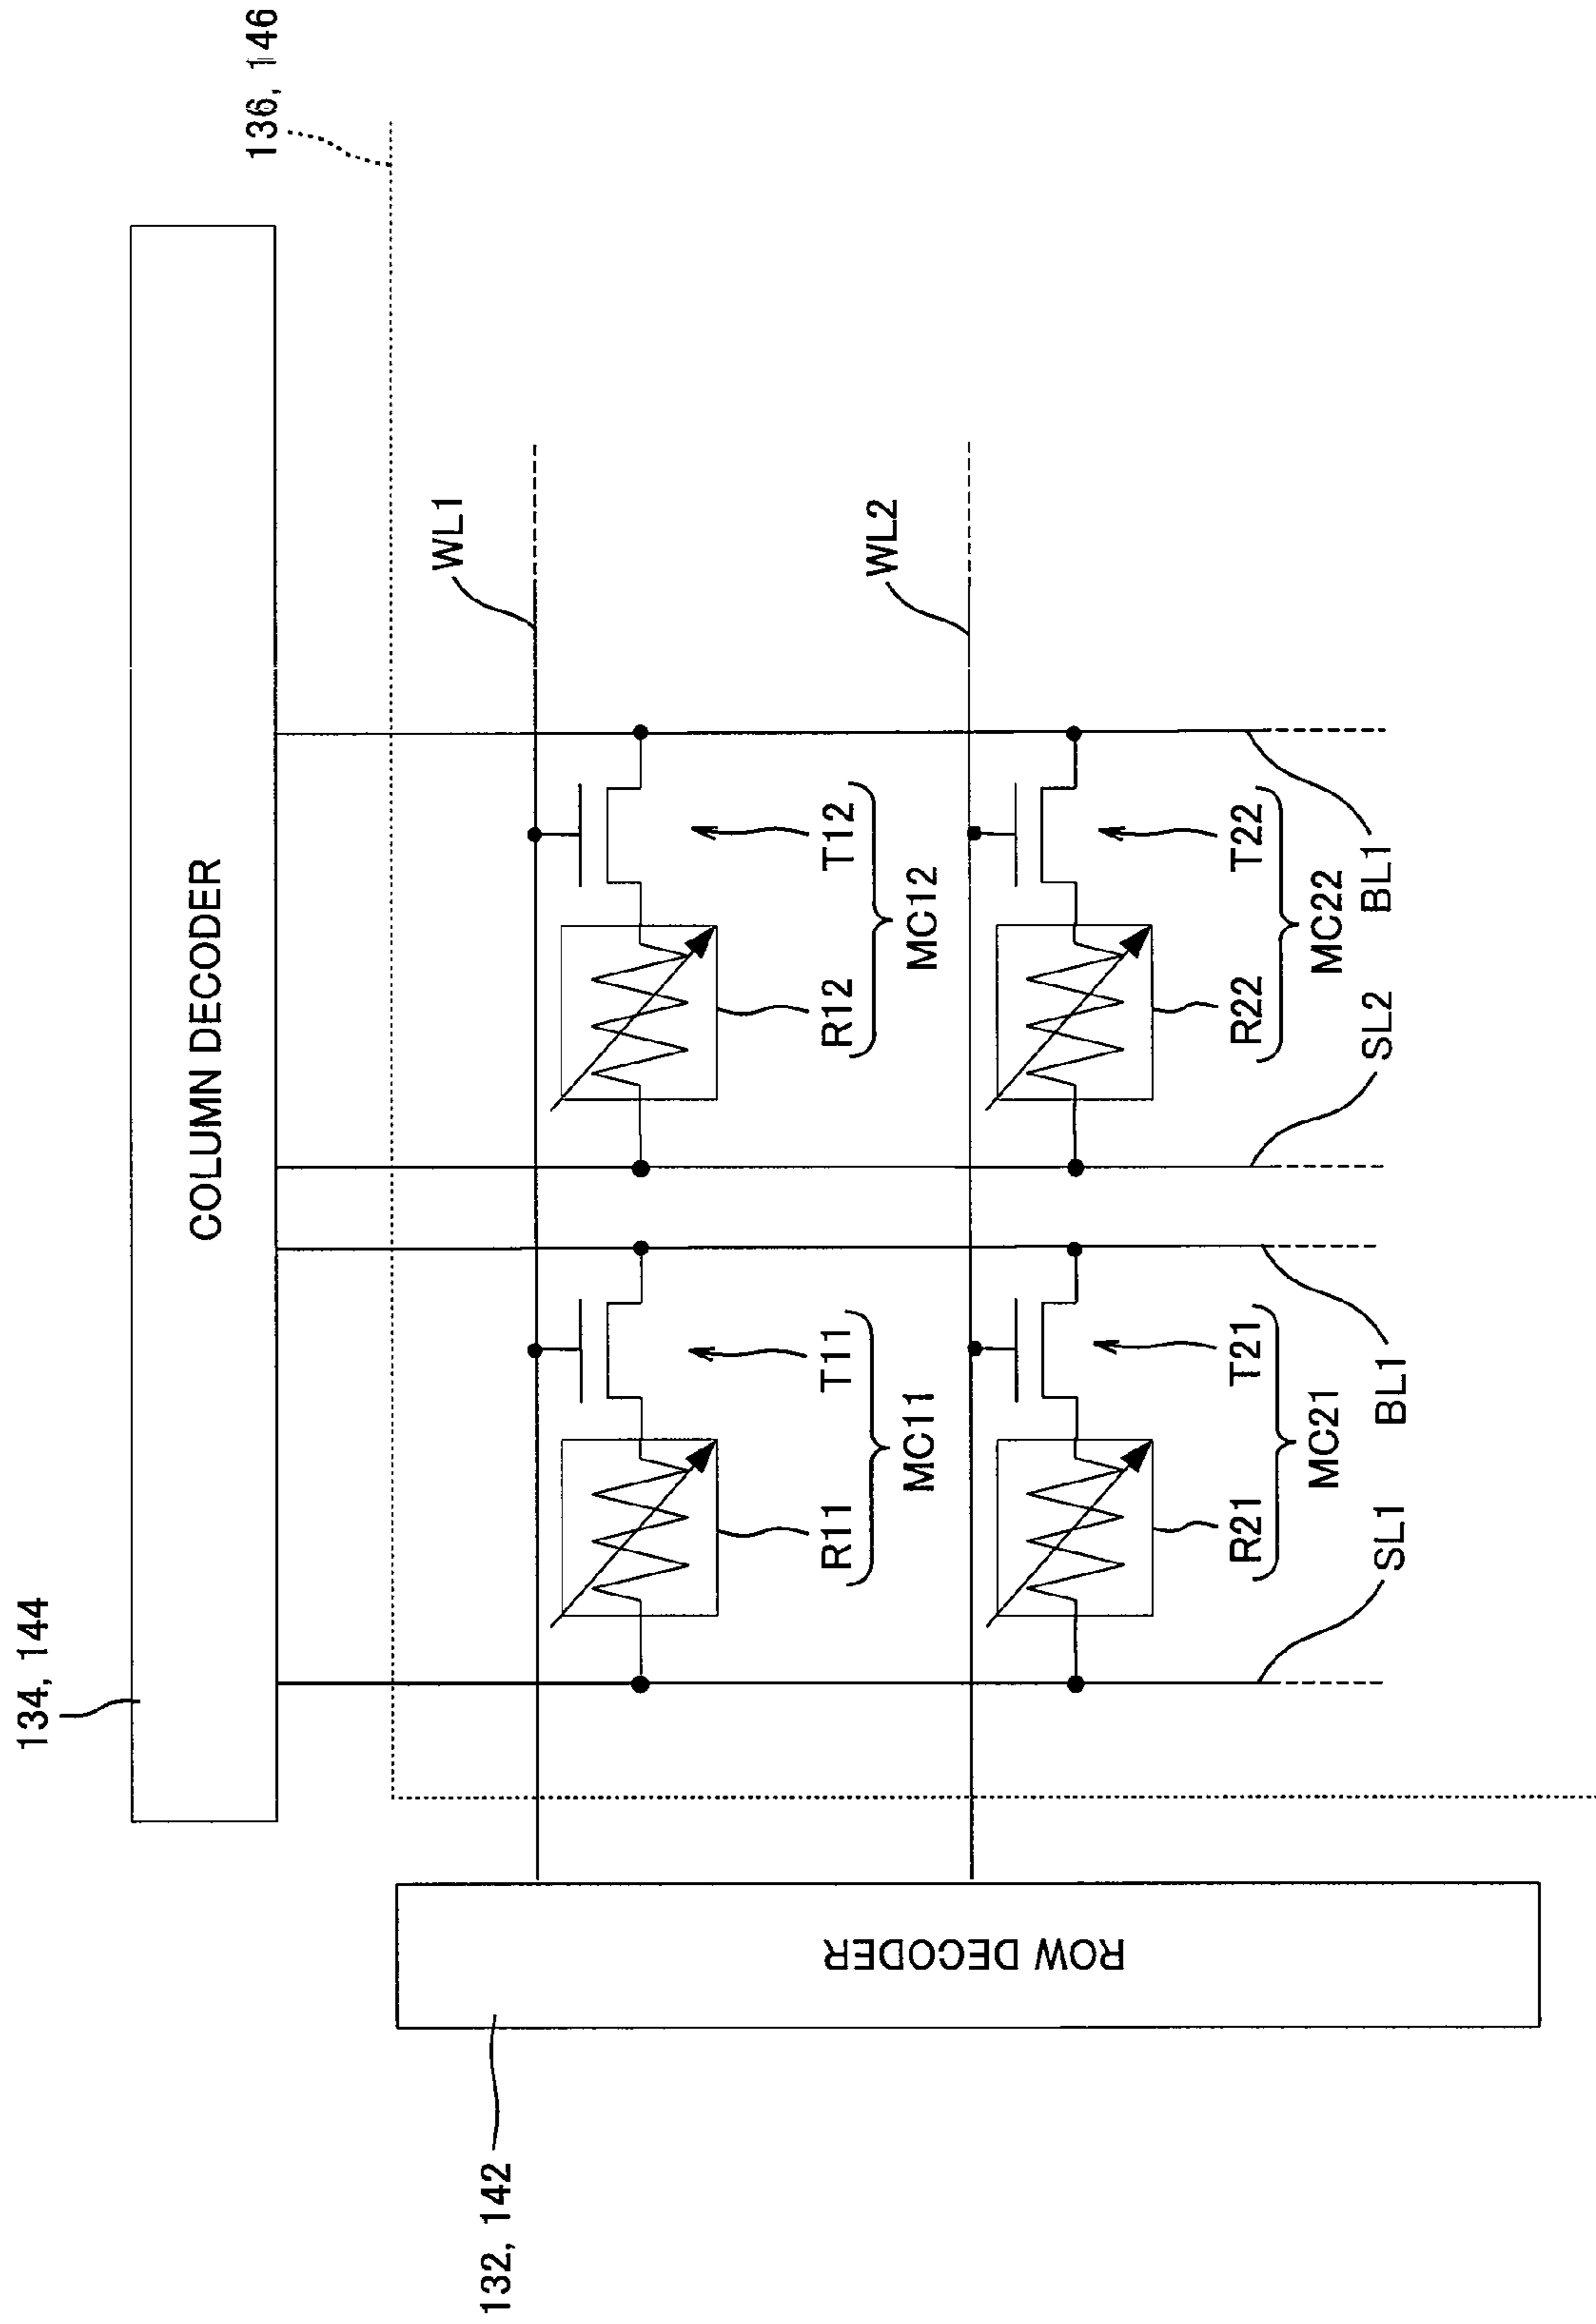 134, 144
136, 146
COLUMN DECODER
WL1
R11
T11
MC11
R12
T12
MC12
WL2
R21
T21
MC21
R22
T22
MC22
SL1
BL1
SL2
BL1
ROW DECODER
132, 142